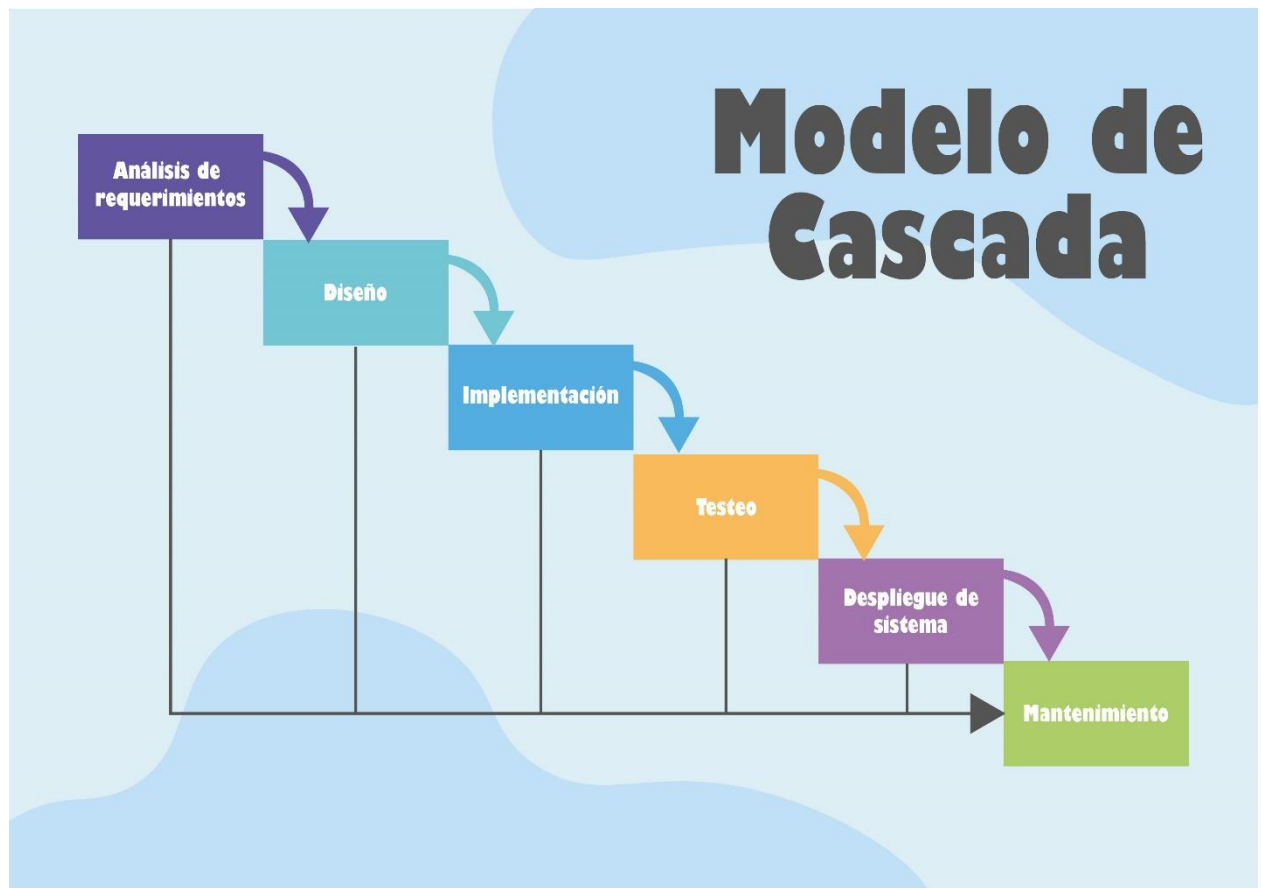 Modelo de
Cascada
Análisis de
requerimientos
Diseño
Implementación
Testeo
Despliegue de
sistema
Mantenimiento